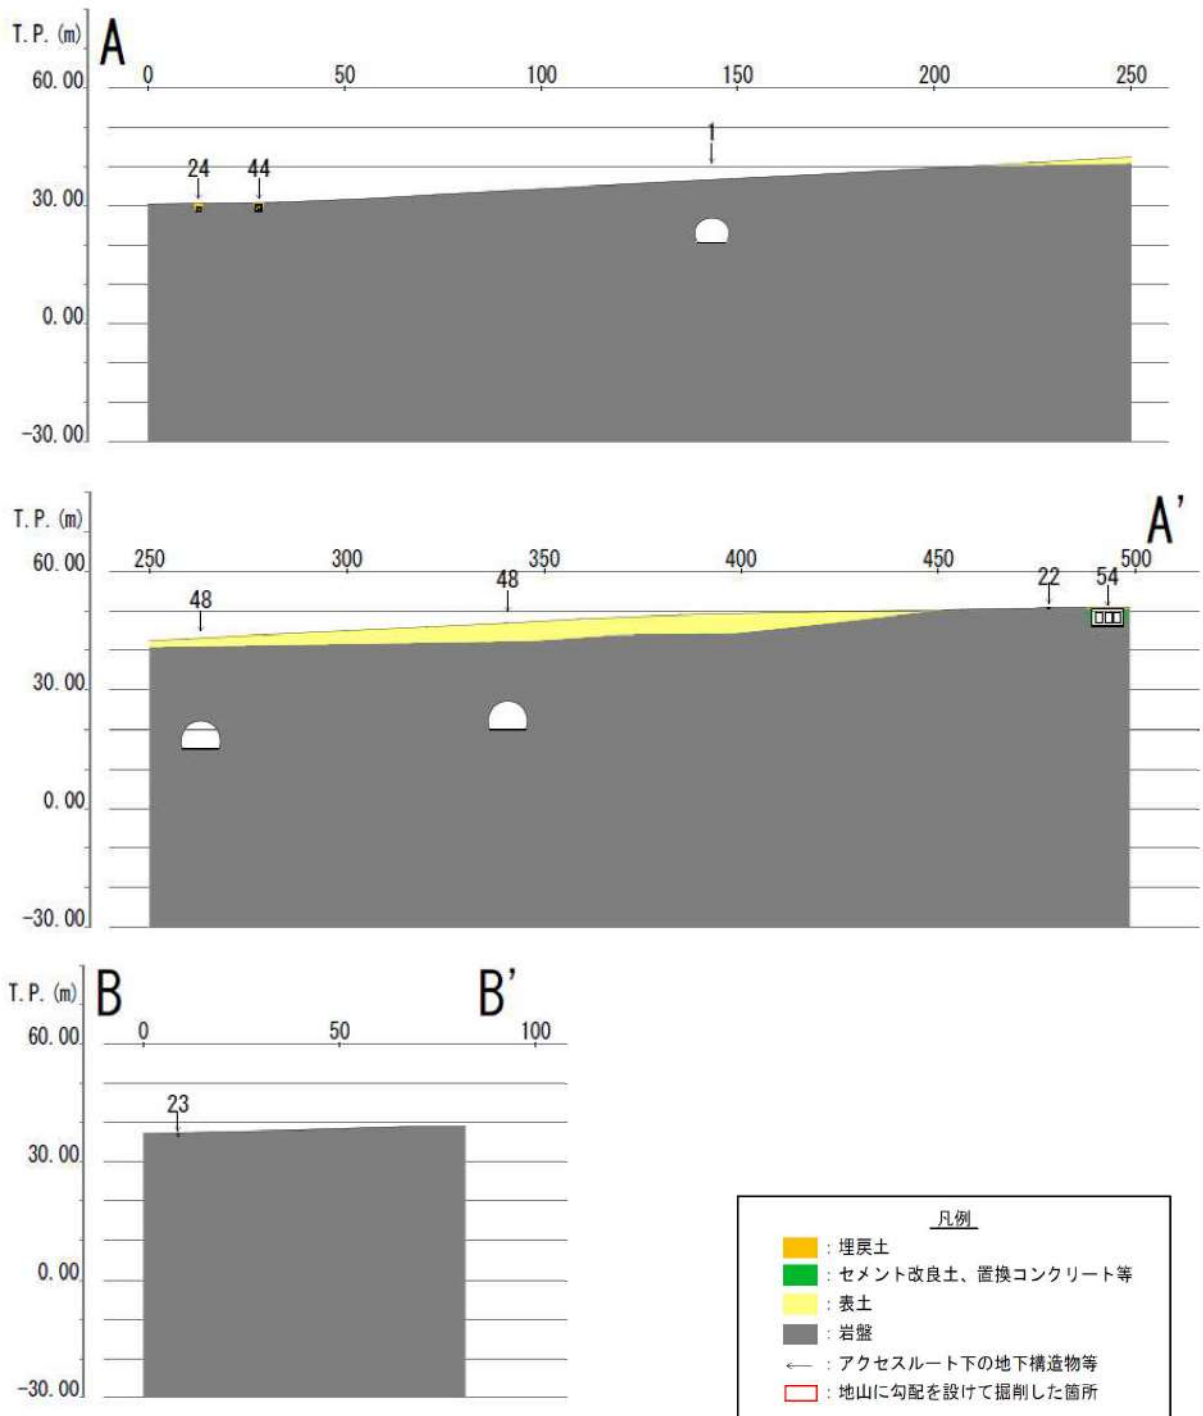 T.P.(m) A
60.00 0 50 100 150 200 250
1
24 44
30.00
0.00
-30.00
T.P.(m) A'
60.00 250 300 350 400 450 500
48 48 22 54
30.00
0.00
-30.00
T.P.(m) B B'
60.00 0 50 100
23
30.00
0.00
-30.00
凡例
：埋戻土
：セメント改良土、置換コンクリート等
：表土
：岩盤
：アクセスルート下の地下構造物等
：地山に勾配を設けて掘削した箇所